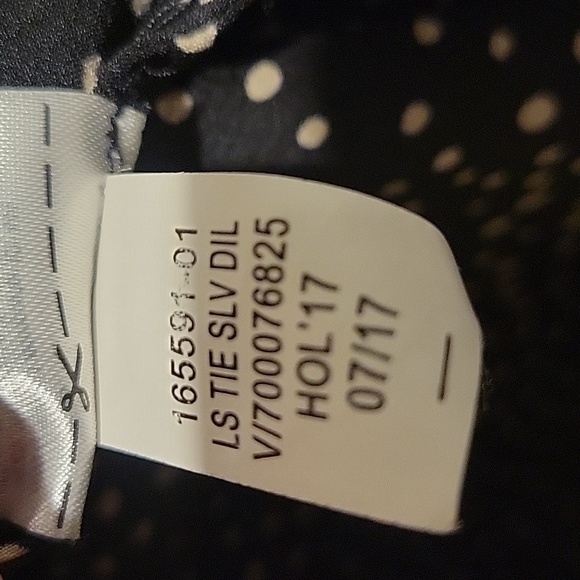 165591-01
LS TIE SLV DIL
V/700076825
HOL'17
07/17